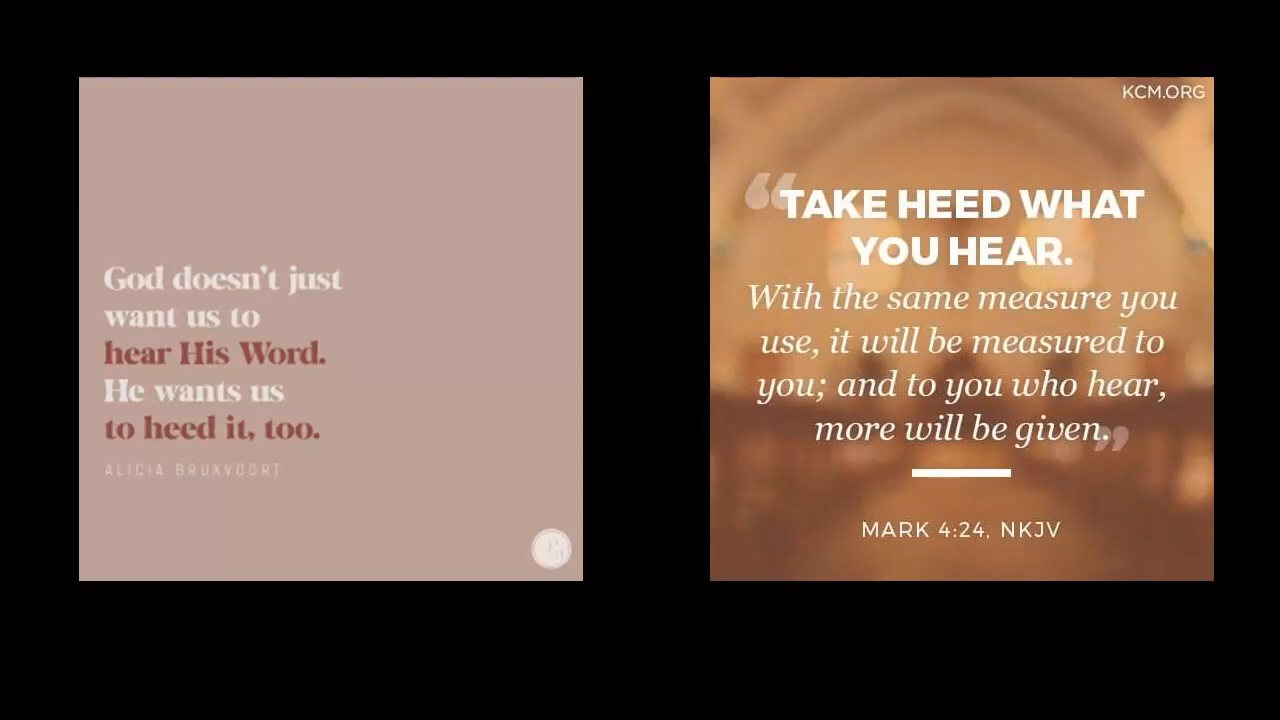 God doesn't just
want us to
hear His Word.
He wants us
to heed it, too.
ALICIA BRUXVOORT
KCM.ORG
“TAKE HEED WHAT
YOU HEAR.
With the same measure you
use, it will be measured to
you; and to you who hear,
more will be given.”
MARK 4:24, NKJV